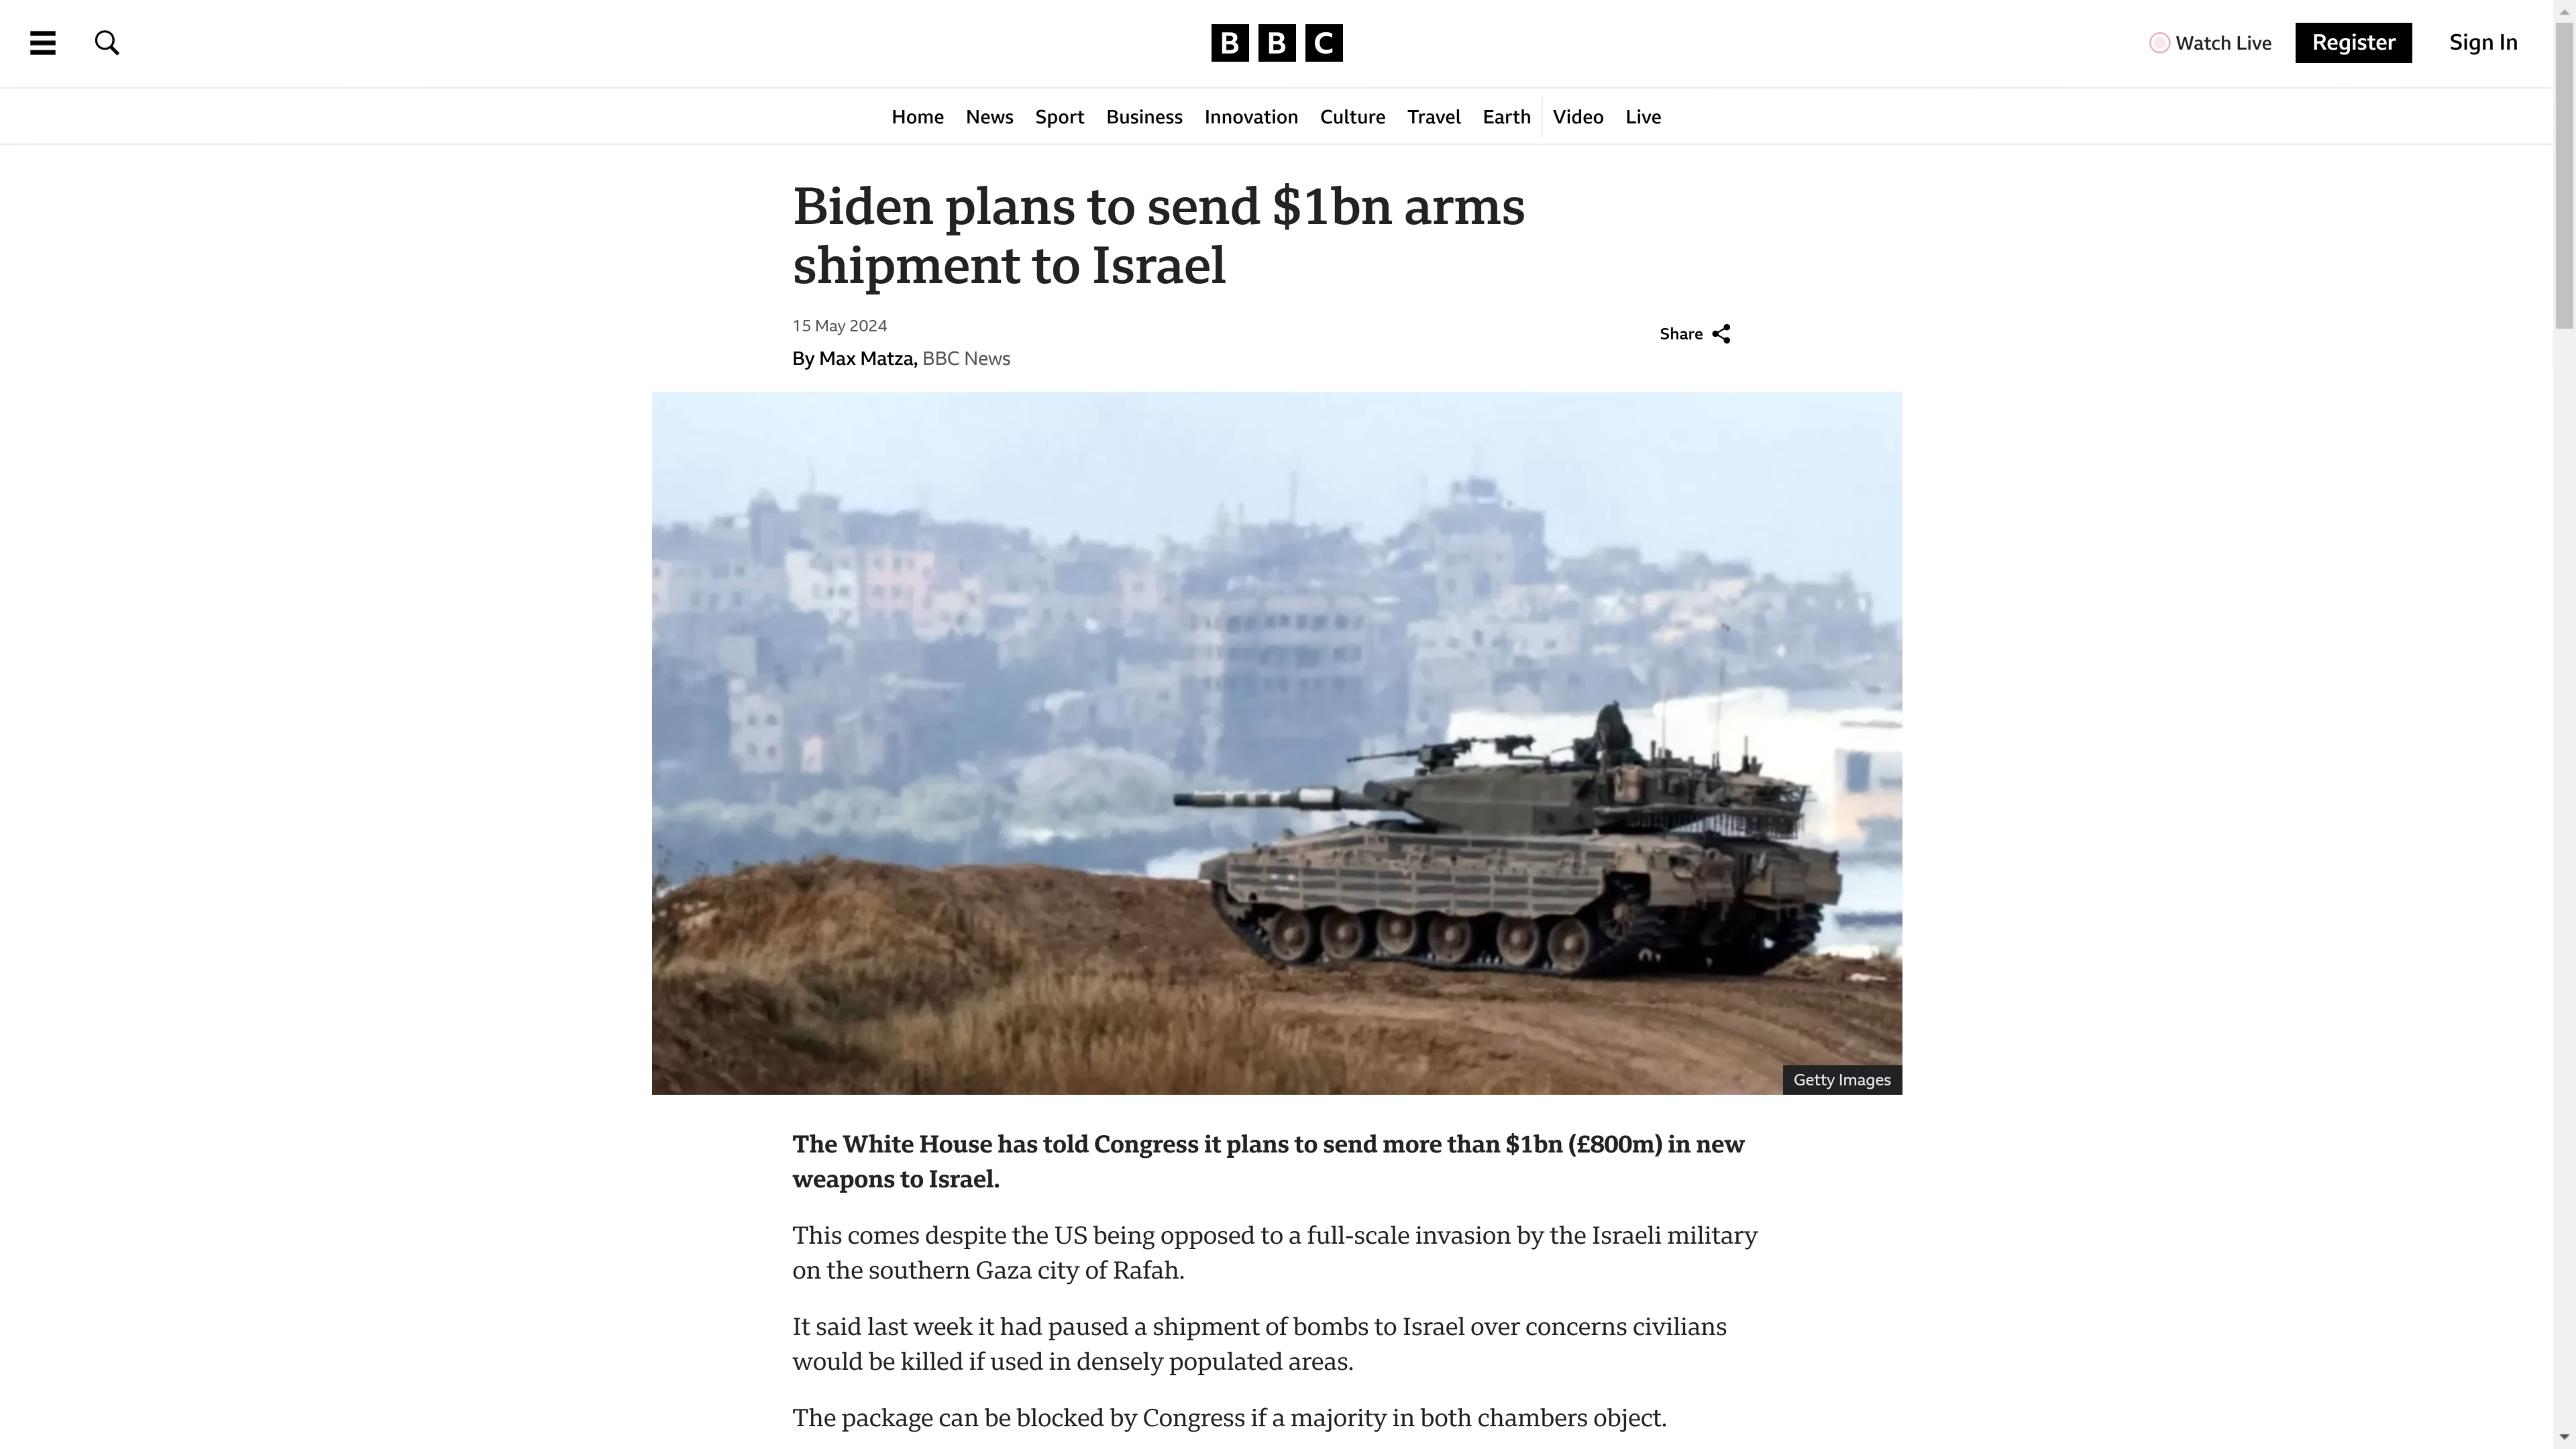 BBC
Watch Live
Register
Sign In
Home
News
Sport
Business
Innovation
Culture
Travel
Earth
Video
Live
Biden plans to send $1bn arms
shipment to Israel
15 May 2024
Share
By Max Matza, BBC News
Getty Images
The White House has told Congress it plans to send more than $1bn (£800m) in new
weapons to Israel.
This comes despite the US being opposed to a full-scale invasion by the Israeli military
on the southern Gaza city of Rafah.
It said last week it had paused a shipment of bombs to Israel over concerns civilians
would be killed if used in densely populated areas.
The package can be blocked by Congress if a majority in both chambers object.